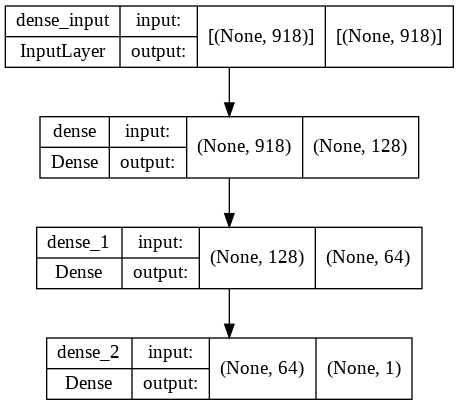 dense_input input: [(None, 918)] [(None, 918)]
InputLayer output:
dense input: (None, 918) (None, 128)
Dense output:
dense_1 input: (None, 128) (None, 64)
Dense output:
dense_2 input: (None, 64) (None, 1)
Dense output: